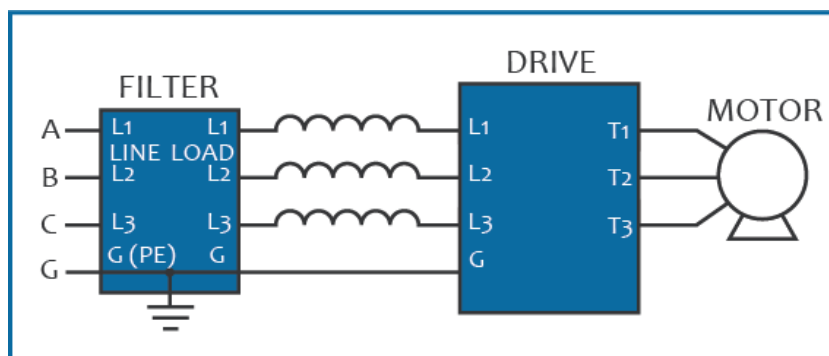 DRIVE
FILTER
MOTOR
A L1 L1 L1 T1
LINE LOAD
B L2 L2 L2 T2
C L3 L3 L3 T3
G G (PE) G G